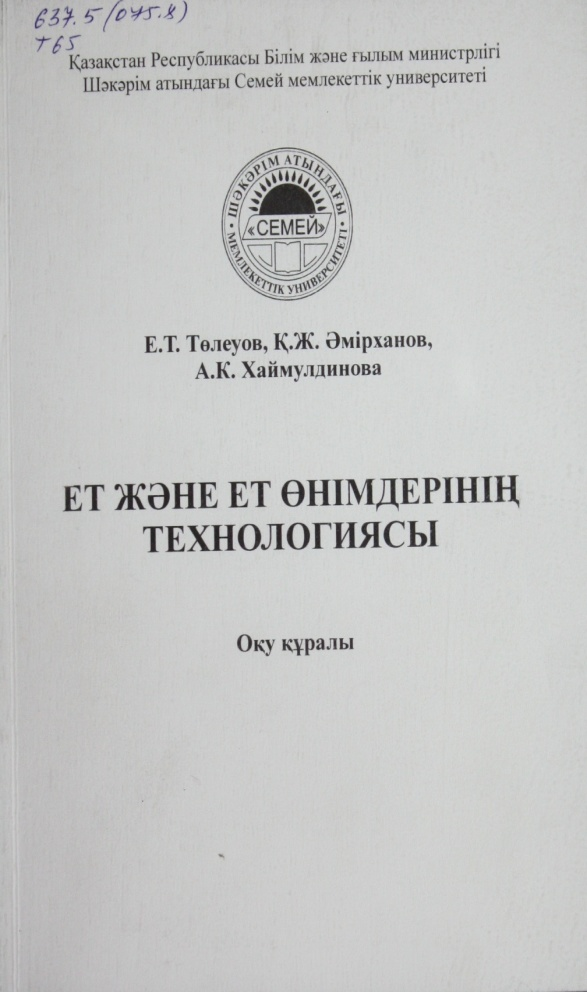 637.5(075.8)
Т65
Қазақстан Республикасы Білім және ғылым министрлігі
Шәкәрім атындағы Семей мемлекеттік университеті
ШӘКӘРІМ АТЫНДАҒЫ
«СЕМЕЙ»
МЕМЛЕКЕТТІК УНИВЕРСИТЕТІ
Е.Т. Төлеуов, Қ.Ж. Әмірханов,
А.К. Хаймулдинова
ЕТ ЖӘНЕ ЕТ ӨНІМДЕРІНІҢ
ТЕХНОЛОГИЯСЫ
Оқу құралы